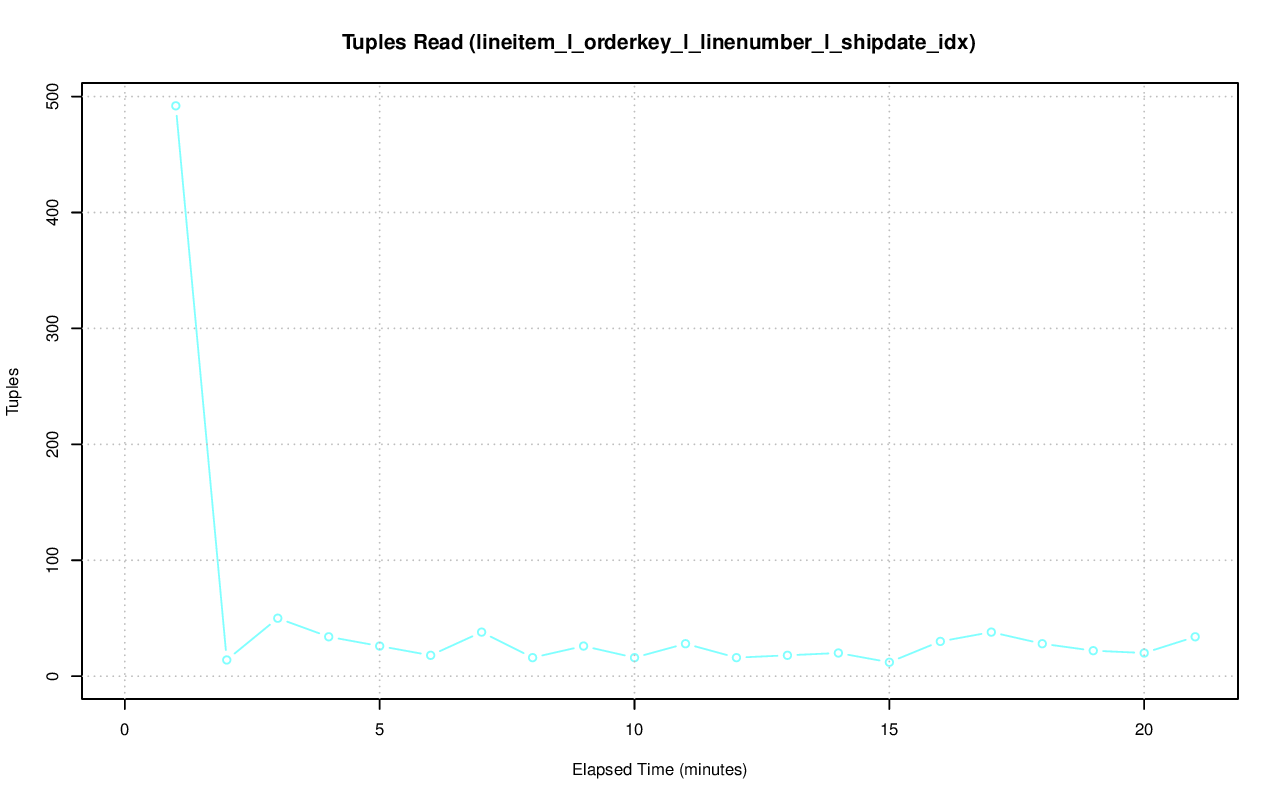 Tuples Read (lineitem_l_orderkey_l_linenumber_l_shipdate_idx)
500
400
300
200
100
0
Tuples
0 5 10 15 20
Elapsed Time (minutes)